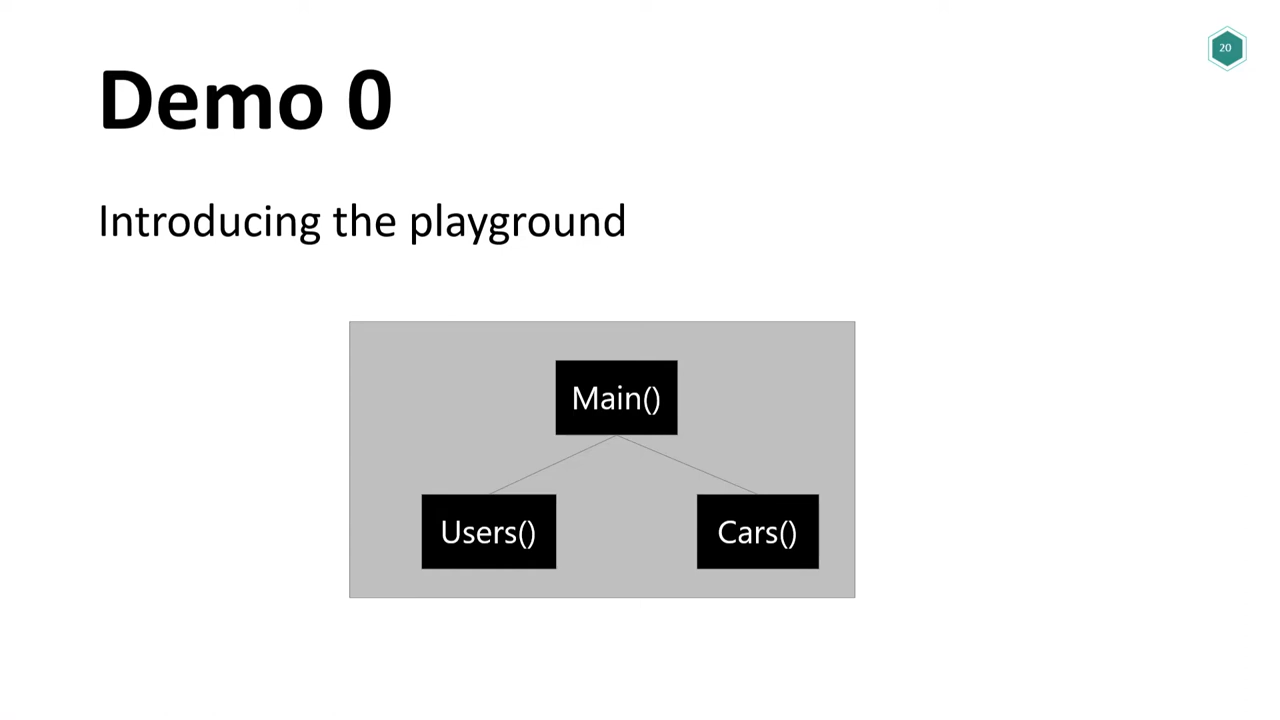 20
Demo 0
Introducing the playground
Main()
Users()
Cars()